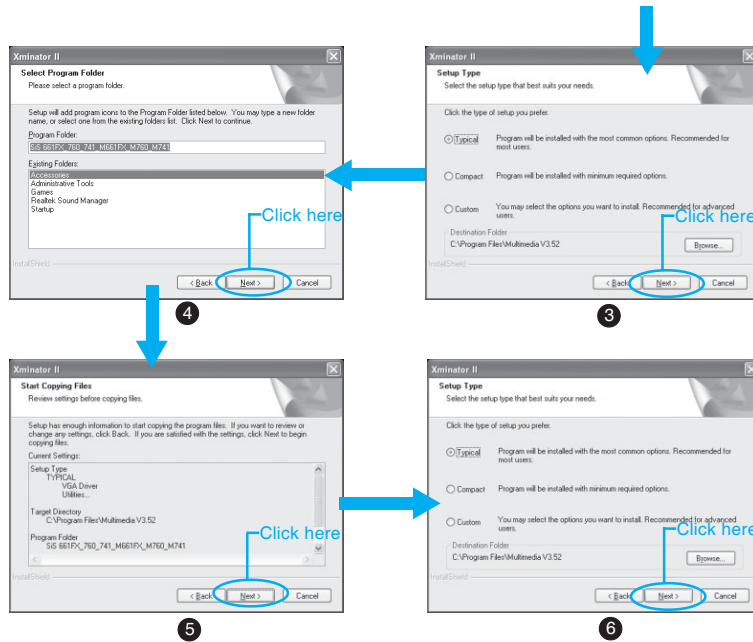 Xminator II
Setup Type
Select the setup type that best suits your needs.
Click the type of setup you prefer.
Typical
Program will be installed with the most common options. Recommended for
most users.
Compact
Program will be installed with minimum required options.
Custom
You may select the options you want to install. Recommended for advanced
users.
Click here
Destination Folder
C:\Program Files\Multimedia V3.52
Browse...
InstallShield
< Back
Next >
Cancel
3
Xminator II
Select Program Folder
Please select a program folder.
Setup will add program icons to the Program Folder listed below. You may type a new folder
name, or select one from the existing folders list. Click Next to continue.
Program Folder:
SiS 661FX_760_741_M661FX_M760_M741
Existing Folders:
Accessories
Administrative Tools
Games
Realtek Sound Manager
Startup
Click here
InstallShield
< Back
Next >
Cancel
4
Xminator II
Start Copying Files
Review settings before copying files.
Setup has enough information to start copying the program files. If you want to review or
change any settings, click Back. If you are satisfied with the settings, click Next to begin
copying files.
Current Settings:
Setup Type
TYPICAL
VGA Driver
Utilities...
Target Directory
C:\Program Files\Multimedia V3.52
Program Folder
SiS 661FX_760_741_M661FX_M760_M741
Click here
InstallShield
< Back
Next >
Cancel
5
Xminator II
Setup Type
Select the setup type that best suits your needs.
Click the type of setup you prefer.
Typical
Program will be installed with the most common options. Recommended for
most users.
Compact
Program will be installed with minimum required options.
Custom
You may select the options you want to install. Recommended for advanced
users.
Click here
Destination Folder
C:\Program Files\Multimedia V3.52
Browse...
InstallShield
< Back
Next >
Cancel
6